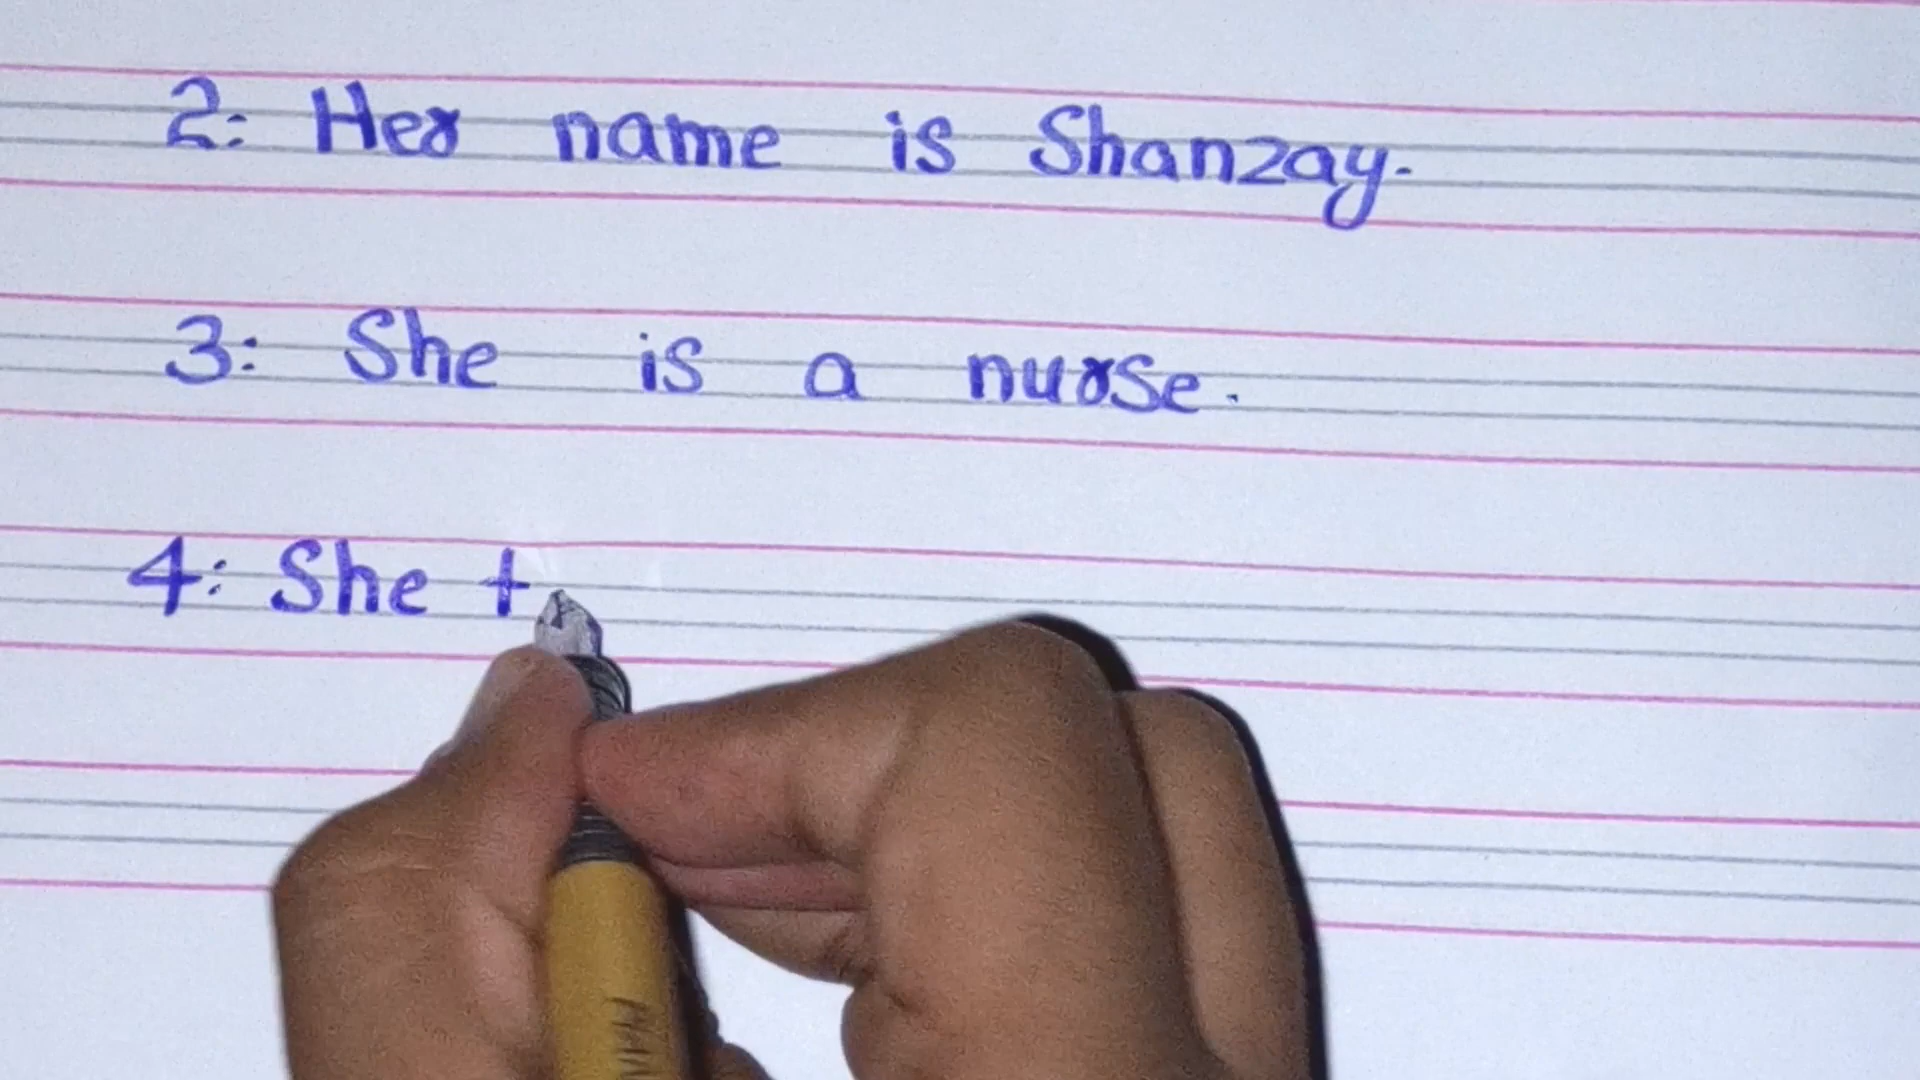 2: Her name is Shanzay.
3: She is a nurse.
4: She t